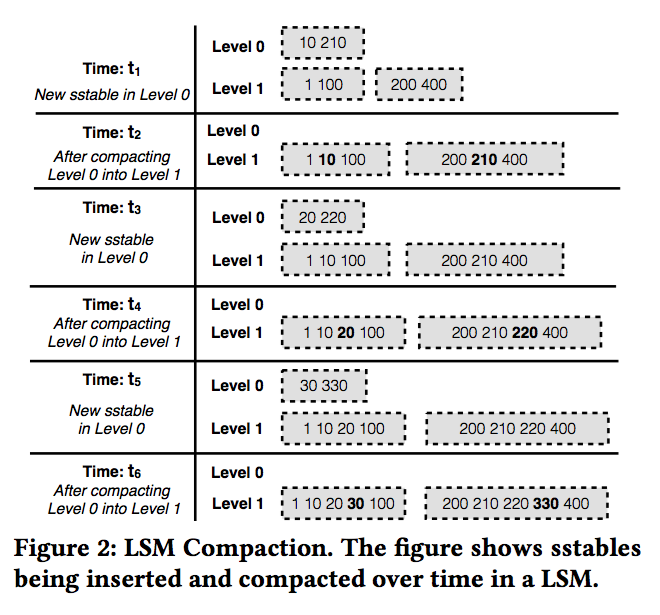 Level 0
10 210
Time: t₁
New sstable in Level 0
Level 1
1 100
200 400
Time: t₂
After compacting
Level 0 into Level 1
Level 0
Level 1
1 10 100
200 210 400
Time: t₃
New sstable
in Level 0
Level 0
20 220
Level 1
1 10 100
200 210 400
Time: t₄
After compacting
Level 0 into Level 1
Level 0
Level 1
1 10 20 100
200 210 220 400
Time: t₅
New sstable
in Level 0
Level 0
30 330
Level 1
1 10 20 100
200 210 220 400
Time: t₆
After compacting
Level 0 into Level 1
Level 0
Level 1
1 10 20 30 100
200 210 220 330 400
Figure 2: LSM Compaction. The figure shows sstables
being inserted and compacted over time in a LSM.